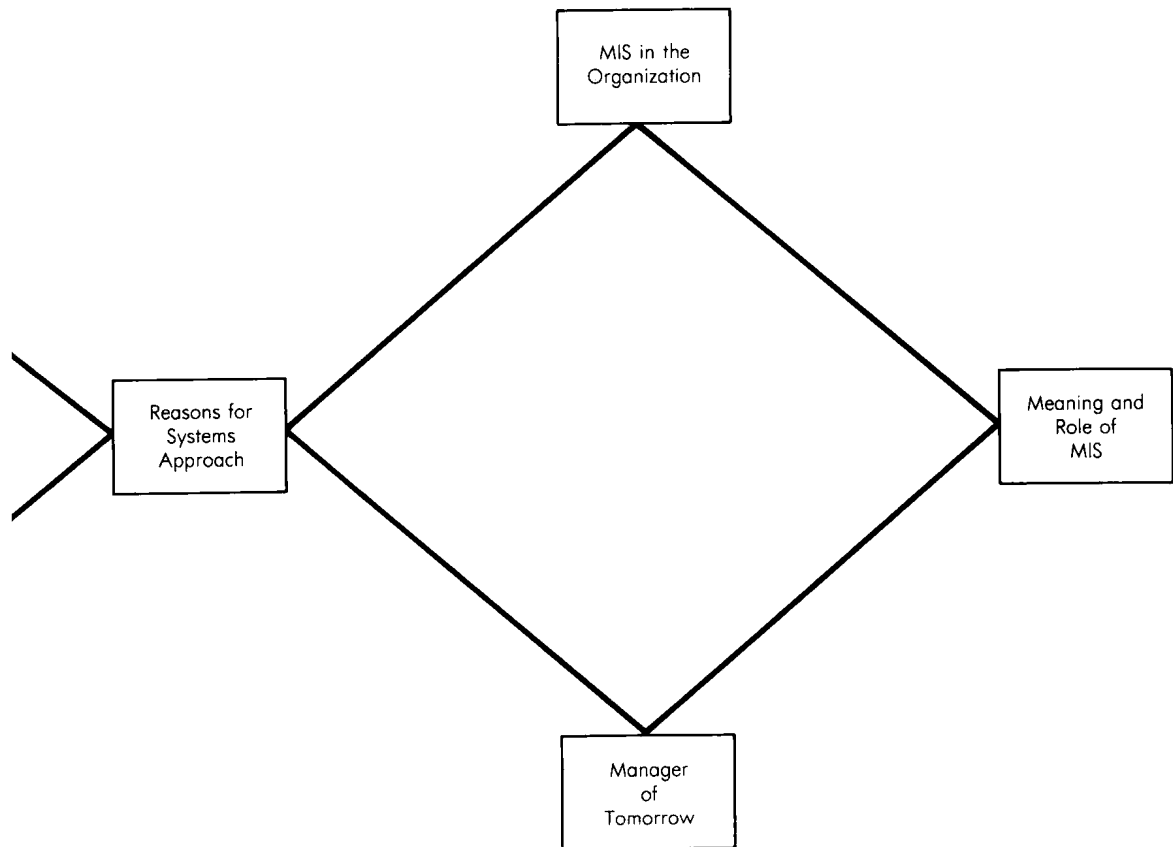 MIS in the
Organization
Reasons for
Systems
Approach
Meaning and
Role of
MIS
Manager
of
Tomorrow